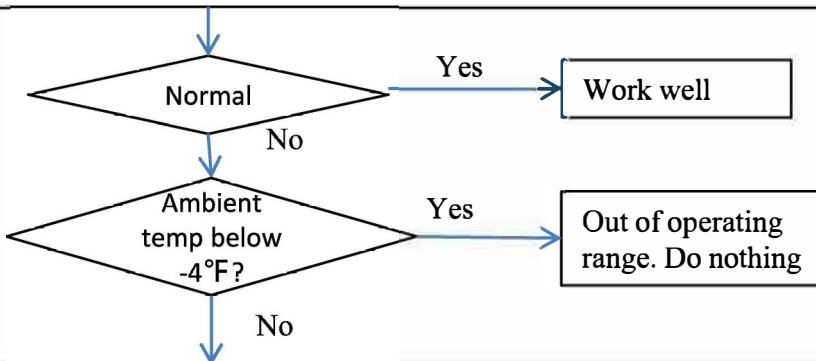 Normal
Yes
Work well
No
Ambient
temp below
-4°F?
Yes
Out of operating
range. Do nothing
No